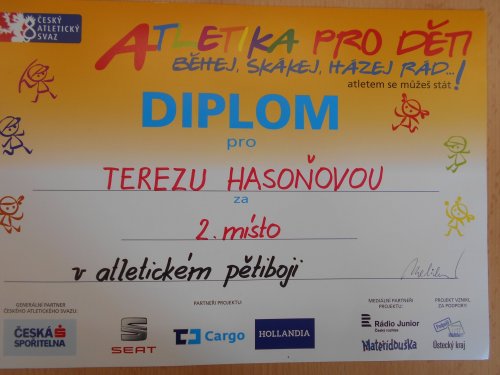 ČESKÝ
ATLETICKÝ
SVAZ
ATLETIKA PRO DĚTI
BĚHEJ, SKÁKEJ, HÁZEJ RÁD...!
atletem se můžeš stát
DIPLOM
pro
TEREZU HASOŇOVOU
za
2. místo
v atletickém pětiboji
GENERÁLNÍ PARTNER
ČESKÉHO ATLETICKÉHO SVAZU
PARTNEŘI PROJEKTU:
MEDIÁLNÍ PARTNEŘI
PROJEKTU:
PROJEKT VZNIKL
ZA PODPORY:
ČESKÁ
SPOŘITELNA
SEAT
Cargo
HOLLANDIA
Rádio Junior
Český rozhlas
Mateřídouška
Ústecký kraj